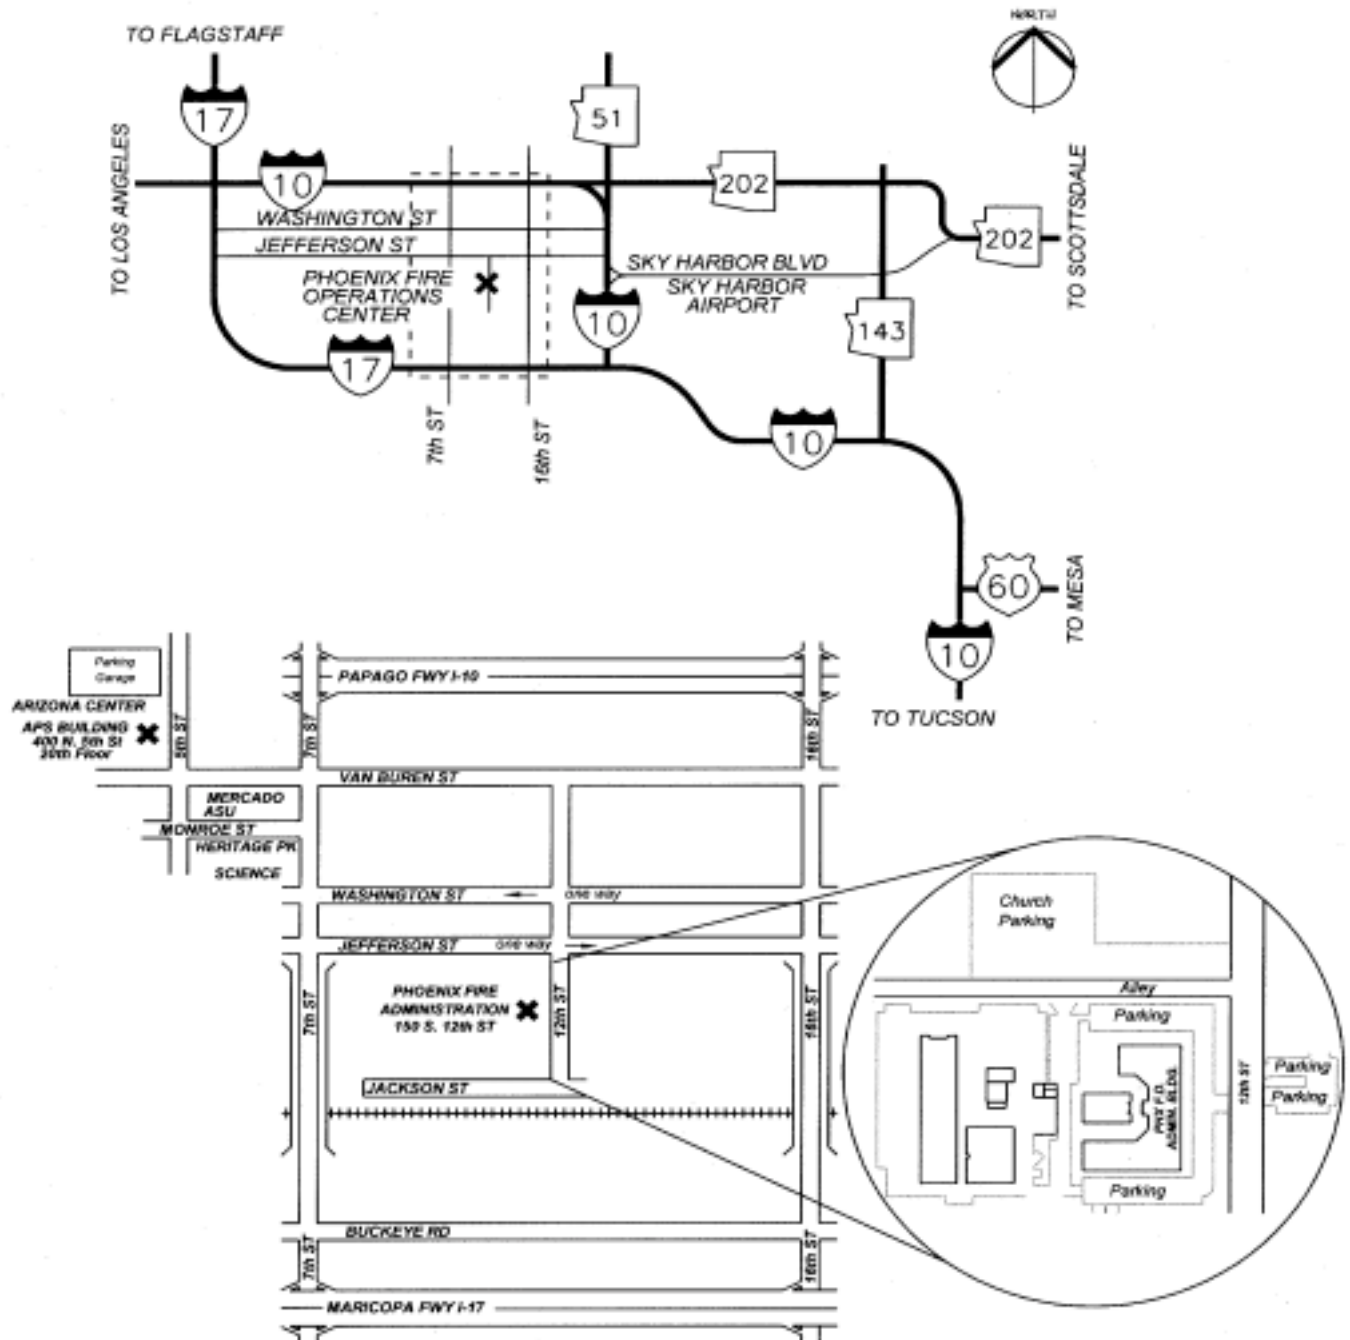 NORTH
TO FLAGSTAFF
17
51
TO LOS ANGELES
10
202
TO SCOTTSDALE
WASHINGTON ST
JEFFERSON ST
202
SKY HARBOR BLVD
PHOENIX FIRE
OPERATIONS
CENTER
SKY HARBOR
AIRPORT
10
143
17
7th ST
16th ST
10
60
TO MESA
10
TO TUCSON
Parking
Garage
ARIZONA CENTER
APS BUILDING
400 N. 5th St
20th Floor
5th ST
7th ST
PAPAGO FWY I-10
16th ST
VAN BUREN ST
MERCADO
ASU
MONROE ST
HERITAGE PK
SCIENCE
WASHINGTON ST
one way
JEFFERSON ST
one way
7th ST
PHOENIX FIRE
ADMINISTRATION
150 S. 12th ST
12th ST
16th ST
JACKSON ST
BUCKEYE RD
7th ST
16th ST
MARICOPA FWY I-17
Church
Parking
Alley
Parking
PHX F.D.
ADMIN. BLDG.
12th ST
Parking
Parking
Parking